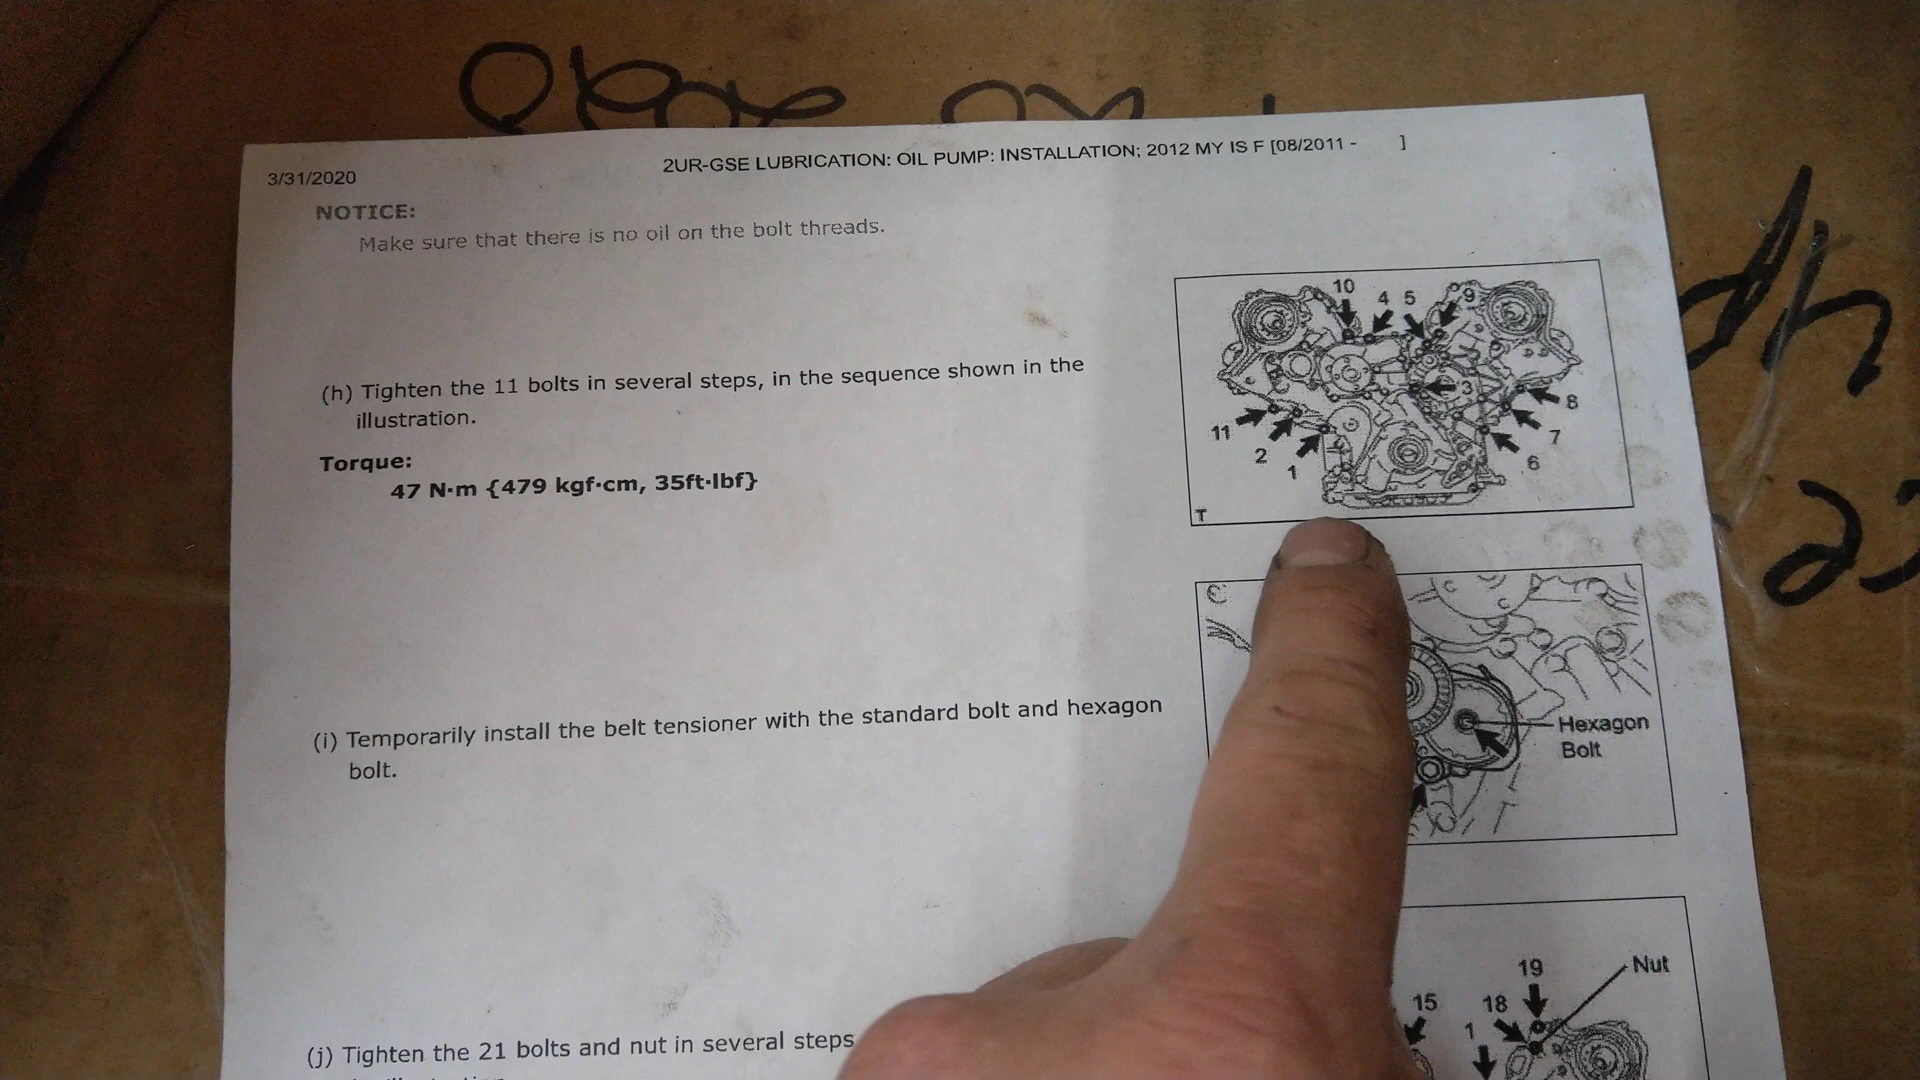 3/31/2020
2UR-GSE LUBRICATION: OIL PUMP: INSTALLATION; 2012 MY IS F [08/2011 - ]
NOTICE:
Make sure that there is no oil on the bolt threads.
(h) Tighten the 11 bolts in several steps, in the sequence shown in the
illustration.
Torque:
47 N·m {479 kgf·cm, 35ft·lbf}
10
4 5
9
3
8
11
7
2
6
1
T
C
Hexagon
Bolt
(i) Temporarily install the belt tensioner with the standard bolt and hexagon
bolt.
(j) Tighten the 21 bolts and nut in several steps
19
Nut
15
18
1